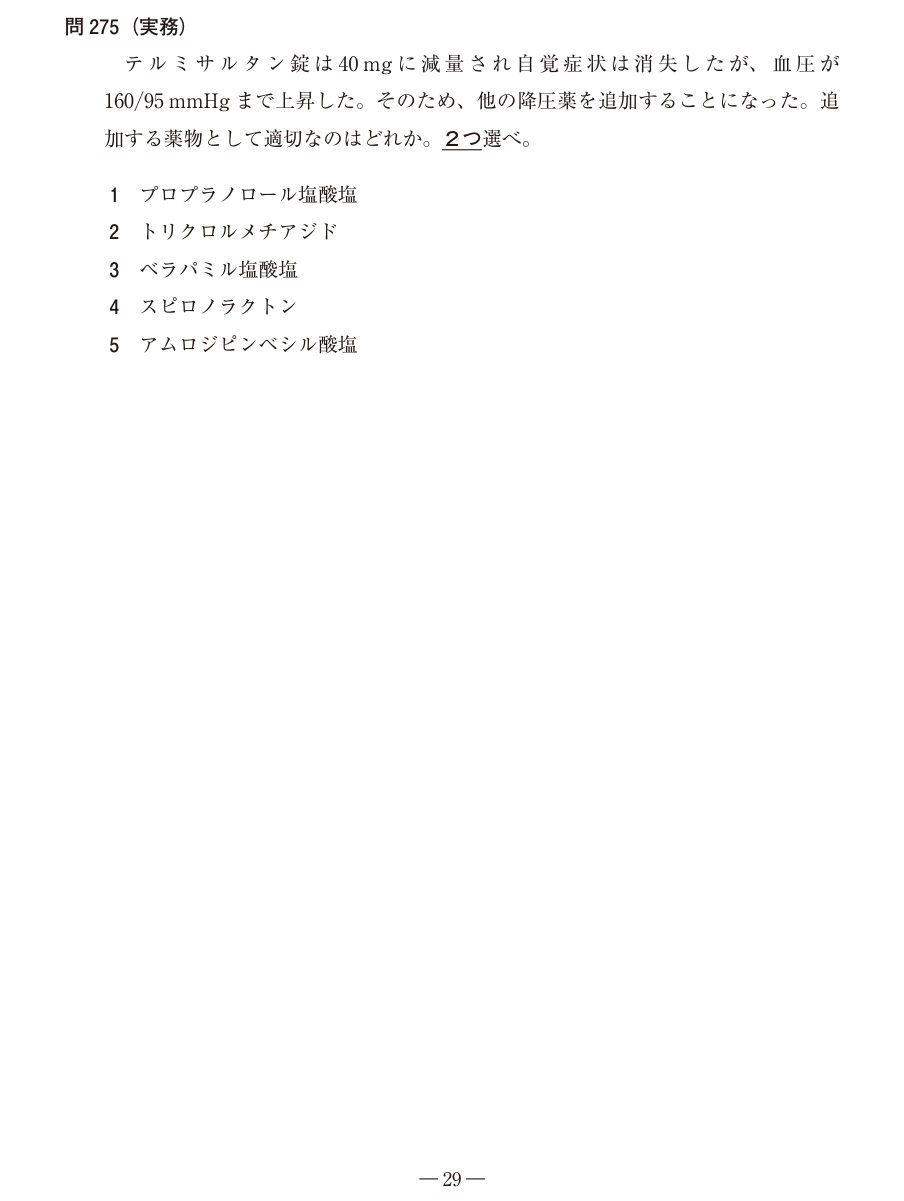 問 275（実務）
テルミサルタン錠は 40 mg に減量され自覚症状は消失したが、血圧が
160/95 mmHg まで上昇した。そのため、他の降圧薬を追加することになった。追
加する薬物として適切なのはどれか。２つ選べ。
1 プロプラノロール塩酸塩
2 トリクロルメチアジド
3 ベラパミル塩酸塩
4 スピロノラクトン
5 アムロジピンベシル酸塩
― 29 ―